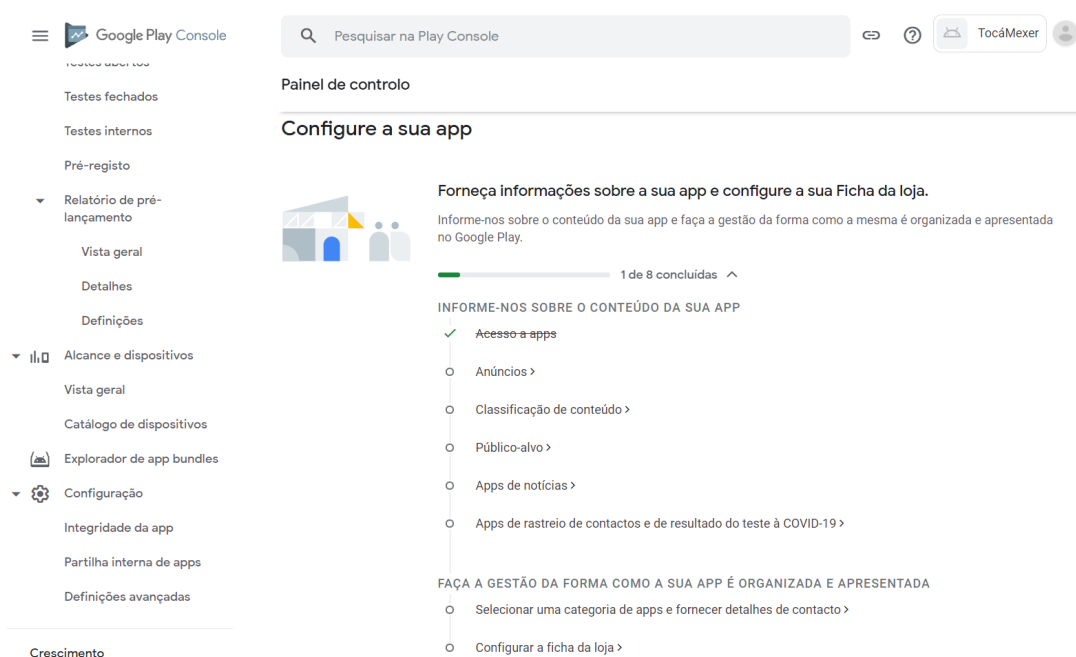 Google Play Console
Pesquisar na Play Console
TocáMexer
Testes abertos
Testes fechados
Testes internos
Pré-registo
Relatório de pré-
lançamento
Vista geral
Detalhes
Definições
Alcance e dispositivos
Vista geral
Catálogo de dispositivos
Explorador de app bundles
Configuração
Integridade da app
Partilha interna de apps
Definições avançadas
Crescimento
Painel de controlo
Configure a sua app
Forneça informações sobre a sua app e configure a sua Ficha da loja.
Informe-nos sobre o conteúdo da sua app e faça a gestão da forma como a mesma é organizada e apresentada
no Google Play.
1 de 8 concluídas
INFORME-NOS SOBRE O CONTEÚDO DA SUA APP
Acesso a apps
Anúncios
Classificação de conteúdo
Público-alvo
Apps de notícias
Apps de rastreio de contactos e de resultado do teste à COVID-19
FAÇA A GESTÃO DA FORMA COMO A SUA APP É ORGANIZADA E APRESENTADA
Selecionar uma categoria de apps e fornecer detalhes de contacto
Configurar a ficha da loja